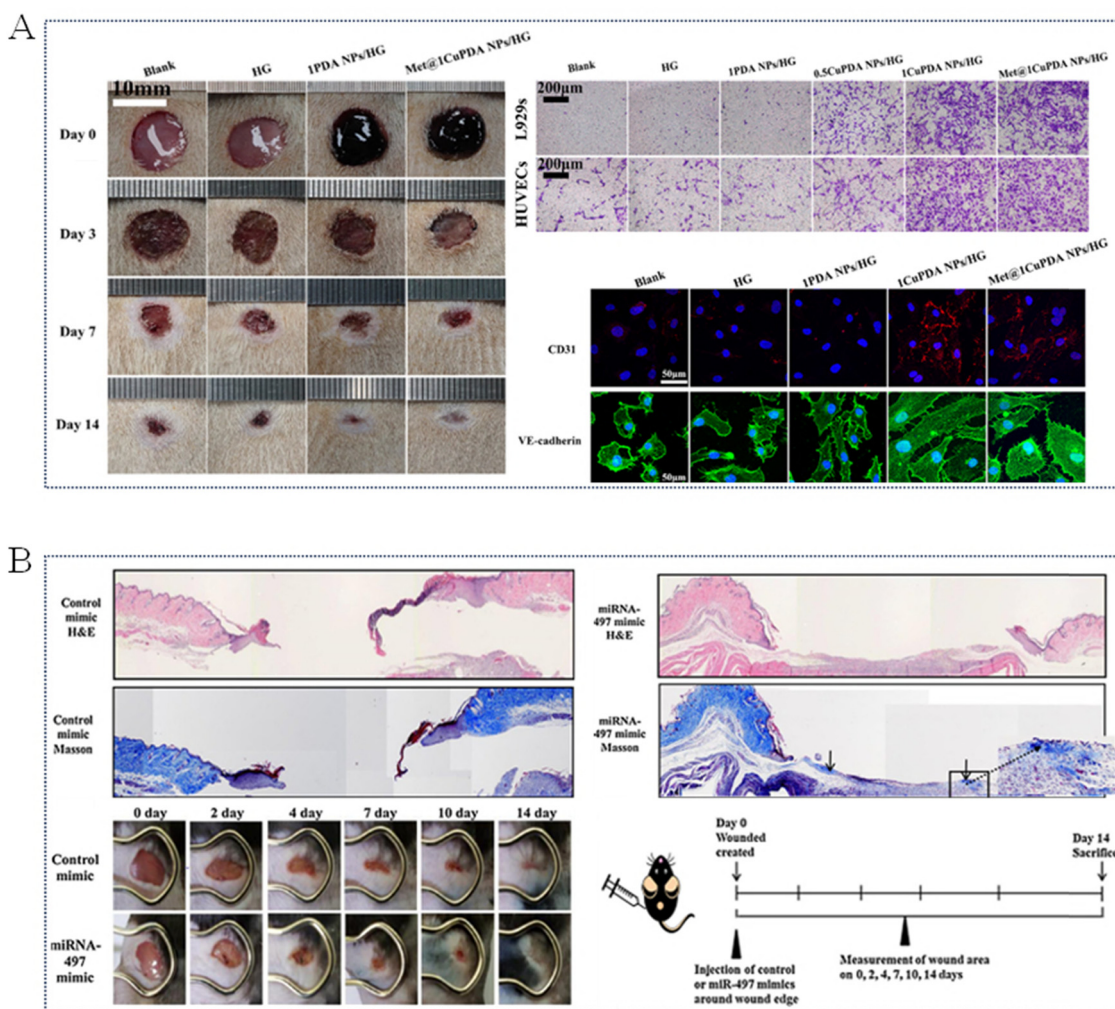 A
Blank
HG
1PDA NPs/HG
Met@1CuPDA NPs/HG
10mm
Day 0
Day 3
Day 7
Day 14
Blank
HG
1PDA NPs/HG
0.5CuPDA NPs/HG
1CuPDA NPs/HG
Met@1CuPDA NPs/HG
200μm
L929s
200μm
HUVECs
Blank
HG
1PDA NPs/HG
1CuPDA NPs/HG
Met@1CuPDA NPs/HG
CD31
50μm
VE-cadherin
50μm
B
Control
mimic
H&E
miRNA-
497 mimic
H&E
Control
mimic
Masson
miRNA-
497 mimic
Masson
0 day
2 day
4 day
7 day
10 day
14 day
Control
mimic
miRNA-
497
mimic
Day 0
Wounded
created
Day 14
Sacrifice
Injection of control
or miR-497 mimics
around wound edge
Measurement of wound area
on 0, 2, 4, 7, 10, 14 days